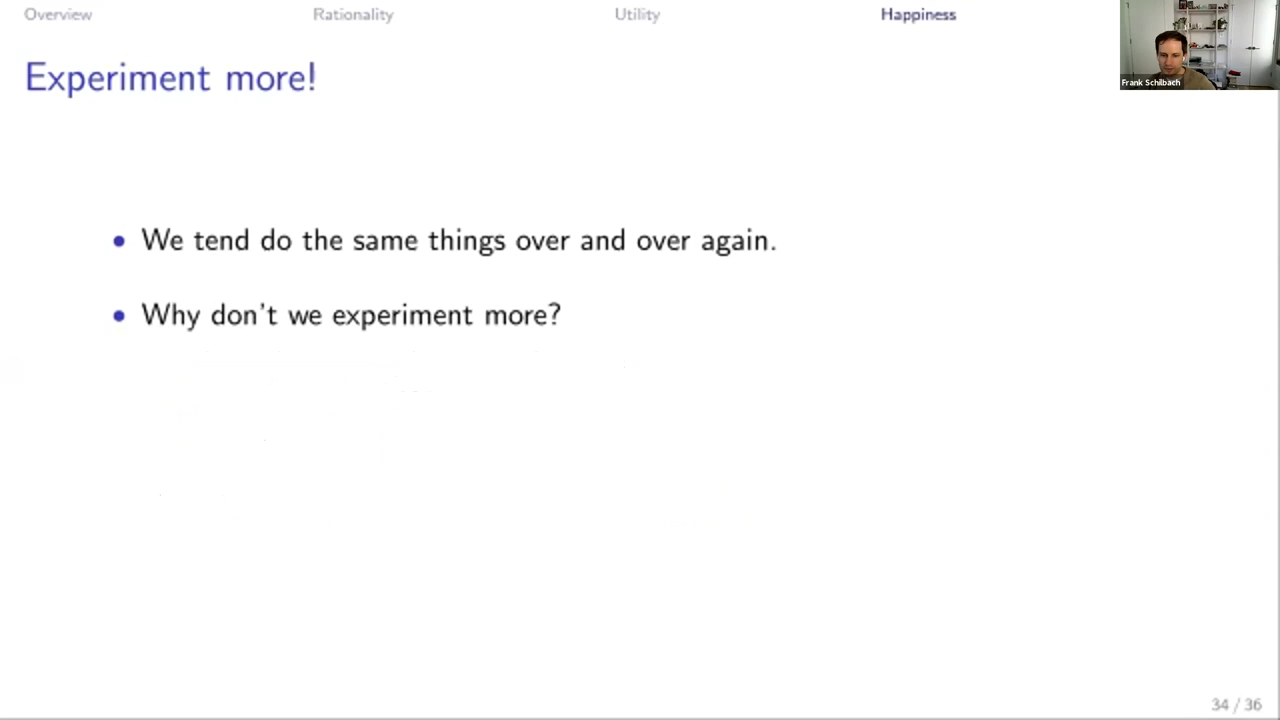 Overview Rationality Utility Happiness
Experiment more!
Frank Schilbach
• We tend do the same things over and over again.
• Why don't we experiment more?
34 / 36